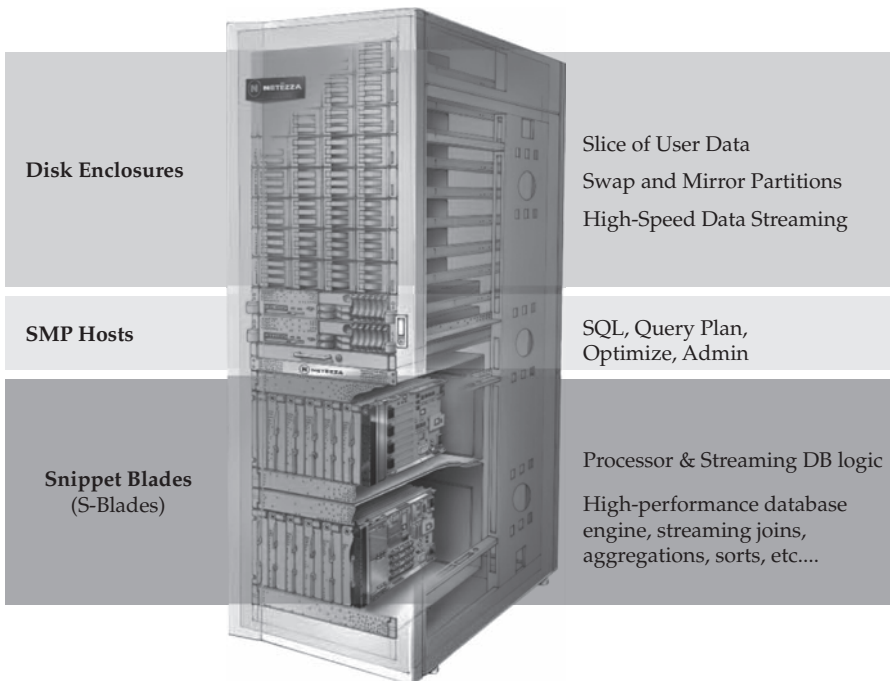 NETEZZA
Disk Enclosures
Slice of User Data
Swap and Mirror Partitions
High-Speed Data Streaming
SMP Hosts
SQL, Query Plan,
Optimize, Admin
NETEZZA
Snippet Blades
(S-Blades)
Processor & Streaming DB logic
High-performance database
engine, streaming joins,
aggregations, sorts, etc....